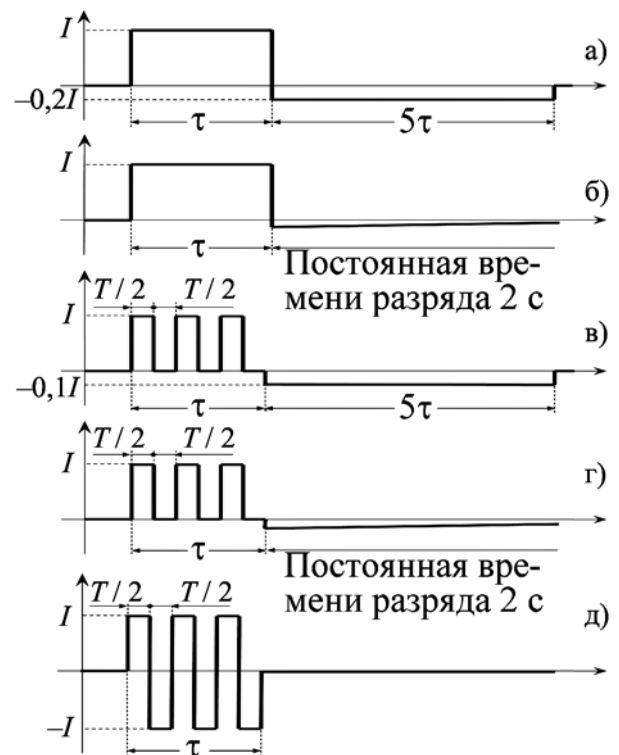 I
а)
–0,2I
τ
5τ
I
б)
τ
Постоянная вре-
мени разряда 2 с
T / 2 T / 2
I
в)
–0,1I
τ
5τ
T / 2 T / 2
I
г)
τ
Постоянная вре-
мени разряда 2 с
T / 2 T / 2
I
д)
–I
τ